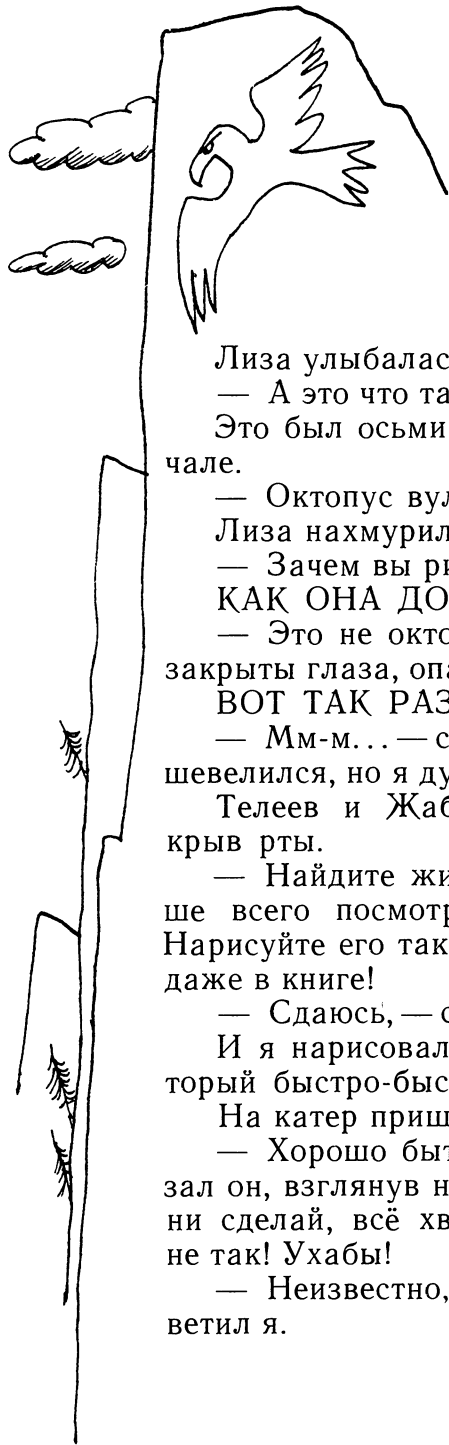 Лиза улыбалас
— А это что та
Это был осьми
чале.
— Октопус вул
Лиза нахмурил
— Зачем вы ри
КАК ОНА ДО
— Это не окто
закрыты глаза, опа
ВОТ ТАК РАЗ
— Мм-м... — с
шевелился, но я ду
Телеев и Жаб
крыв рты.
— Найдите жи
ше всего посмотр
Нарисуйте его так
даже в книге!
— Сдаюсь, — с
И я нарисовал
торый быстро-быс
На катер приш
— Хорошо быт
зал он, взглянув н
ни сделай, всё хв
не так! Ухабы!
— Неизвестно,
ветил я.